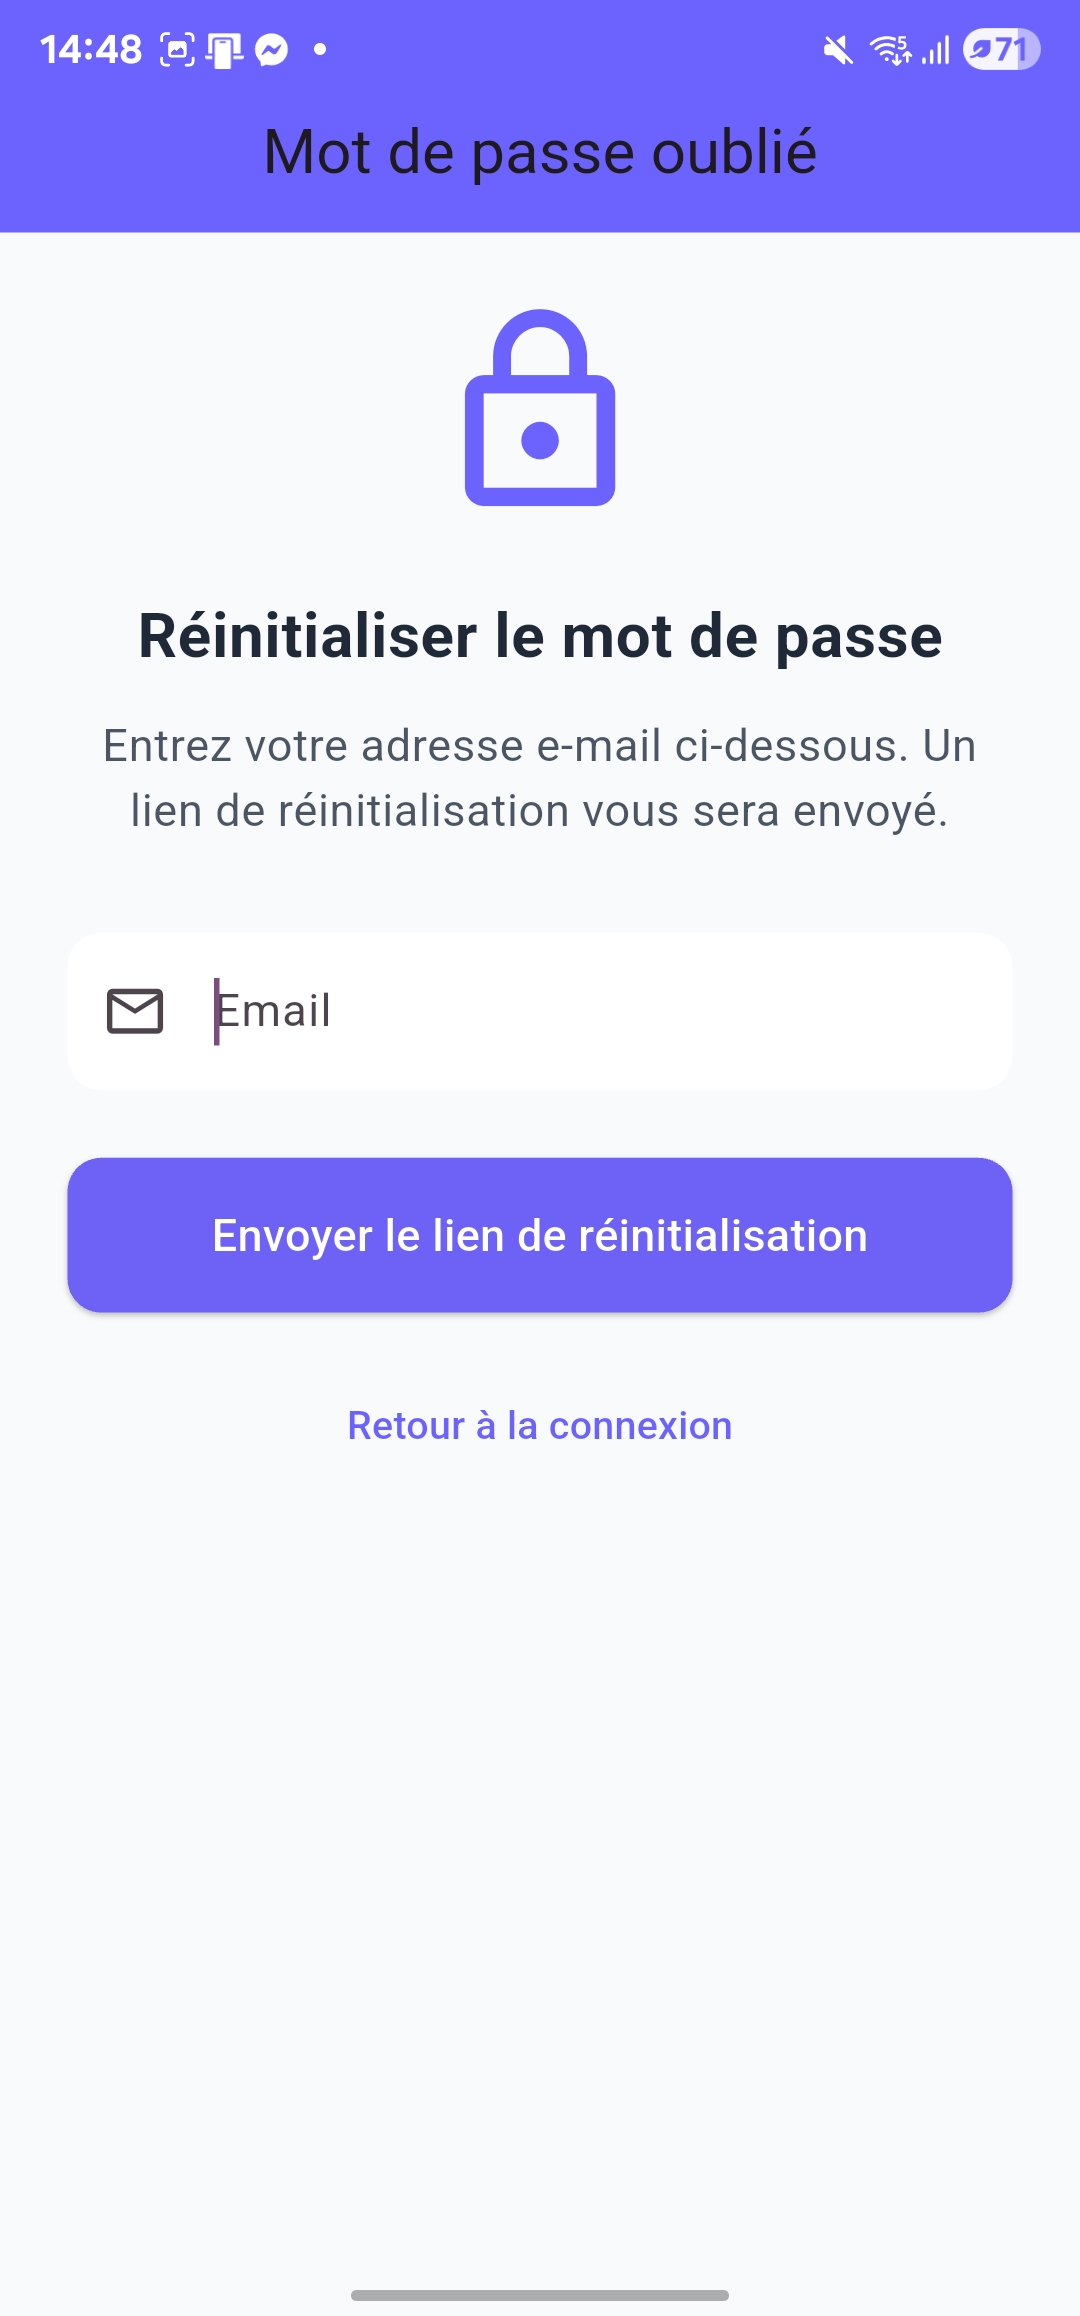 14:48
5
71
Mot de passe oublié
Réinitialiser le mot de passe
Entrez votre adresse e-mail ci-dessous. Un
lien de réinitialisation vous sera envoyé.
Email
Envoyer le lien de réinitialisation
Retour à la connexion